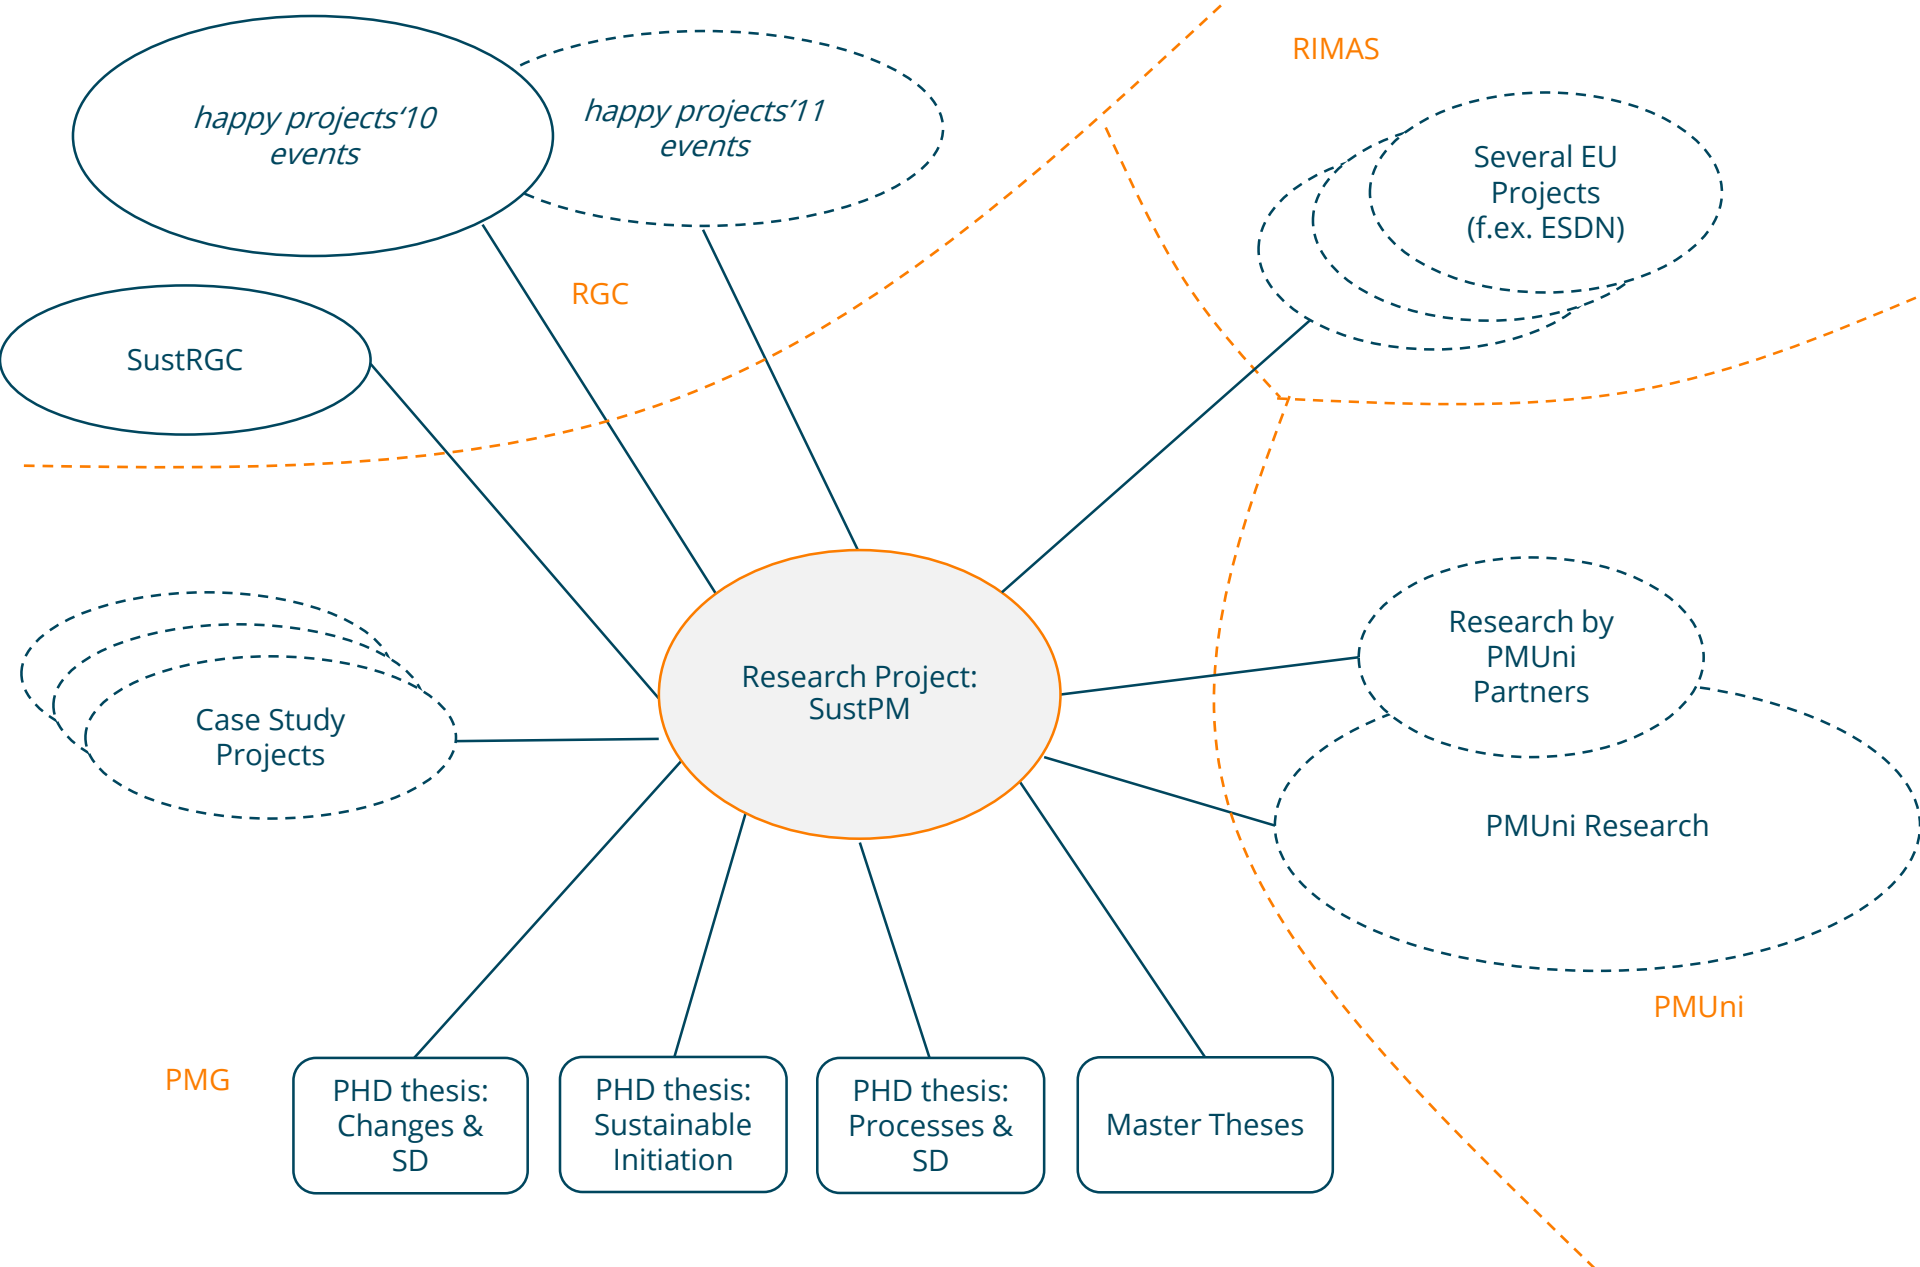 RIMAS
happy projects‘10
events
happy projects‘11
events
Several EU
Projects
(f.ex. ESDN)
RGC
SustRGC
Research Project:
SustPM
Research by
PMUni
Partners
Case Study
Projects
PMUni Research
PMUni
PMG
PHD thesis:
Changes &
SD
PHD thesis:
Sustainable
Initiation
PHD thesis:
Processes &
SD
Master Theses